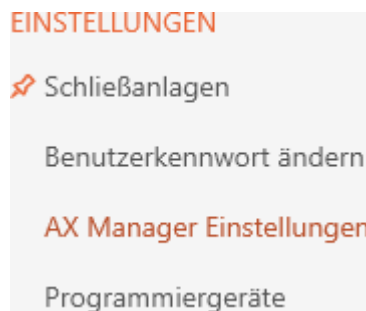 EINSTELLUNGEN
Schließanlagen
Benutzerkennwort ändern
AX Manager Einstellungen
Programmiergeräte